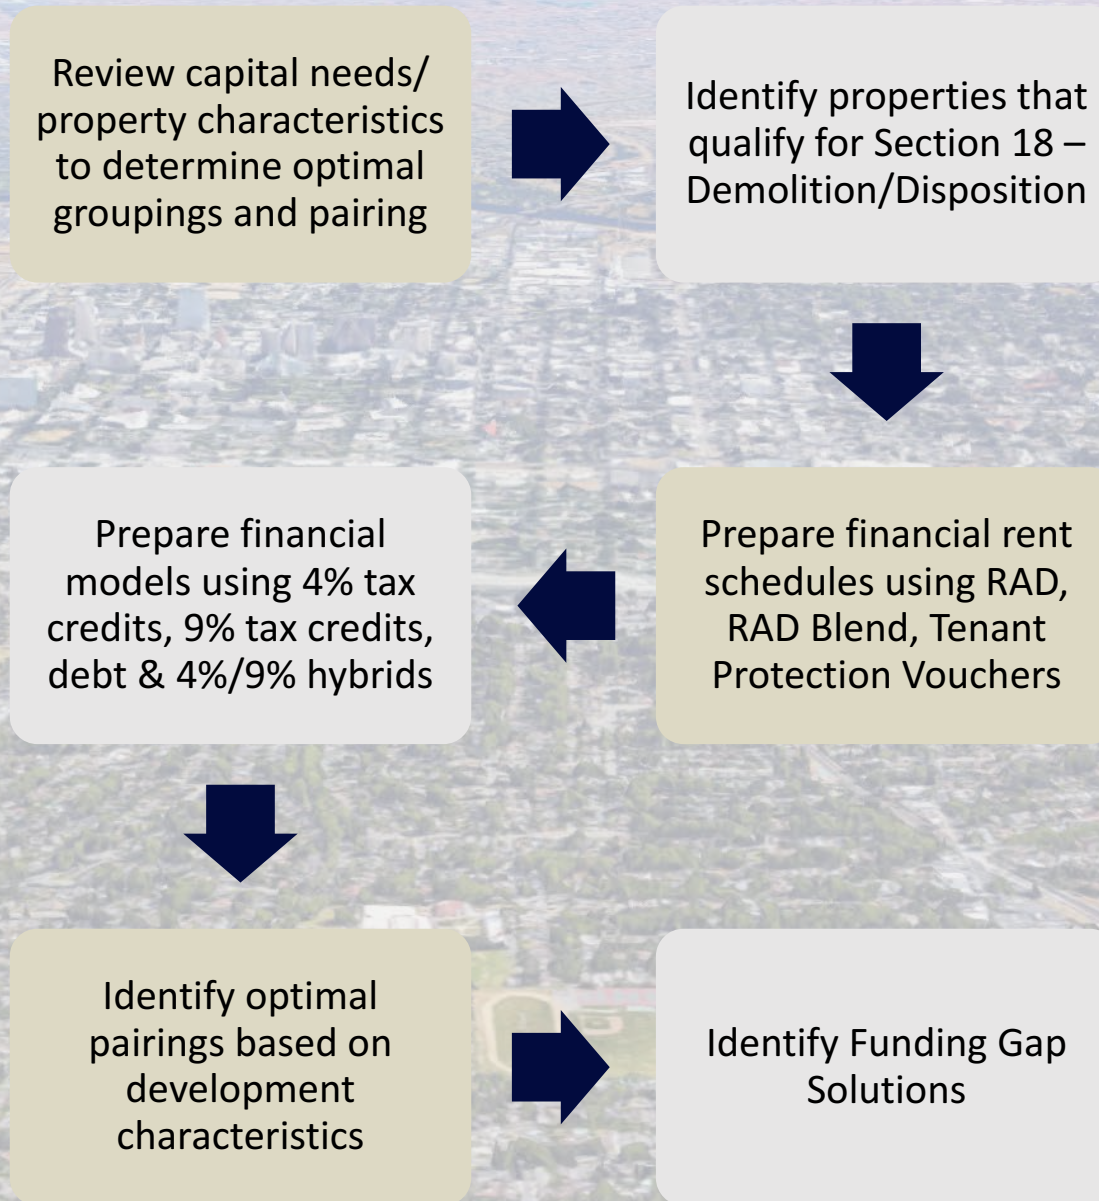 Review capital needs/
property characteristics
to determine optimal
groupings and pairing
Identify properties that
qualify for Section 18 –
Demolition/Disposition
Prepare financial rent
schedules using RAD,
RAD Blend, Tenant
Protection Vouchers
Prepare financial
models using 4% tax
credits, 9% tax credits,
debt & 4%/9% hybrids
Identify optimal
pairings based on
development
characteristics
Identify Funding Gap
Solutions